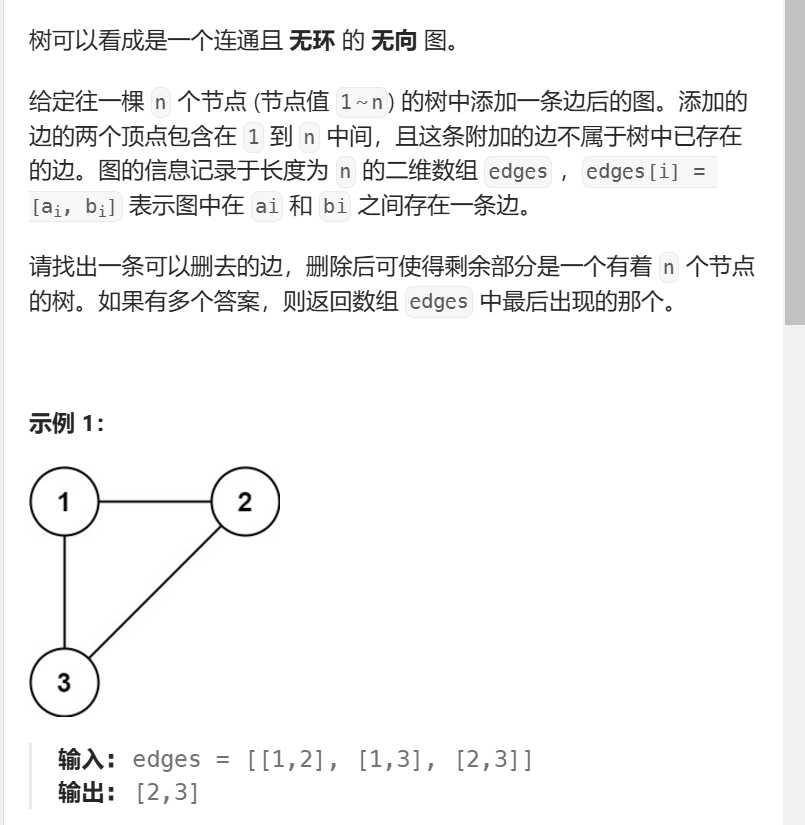 树可以看成是一个连通且 无环 的 无向 图。
给定往一棵 n 个节点 (节点值 1~n) 的树中添加一条边后的图。添加的
边的两个顶点包含在 1 到 n 中间，且这条附加的边不属于树中已存在
的边。图的信息记录于长度为 n 的二维数组 edges ，edges[i] =
[ai, bi] 表示图中在 ai 和 bi 之间存在一条边。
请找出一条可以删去的边，删除后可使得剩余部分是一个有着 n 个节点
的树。如果有多个答案，则返回数组 edges 中最后出现的那个。
示例 1：
1 2
3
输入：edges = [[1,2], [1,3], [2,3]]
输出：[2,3]